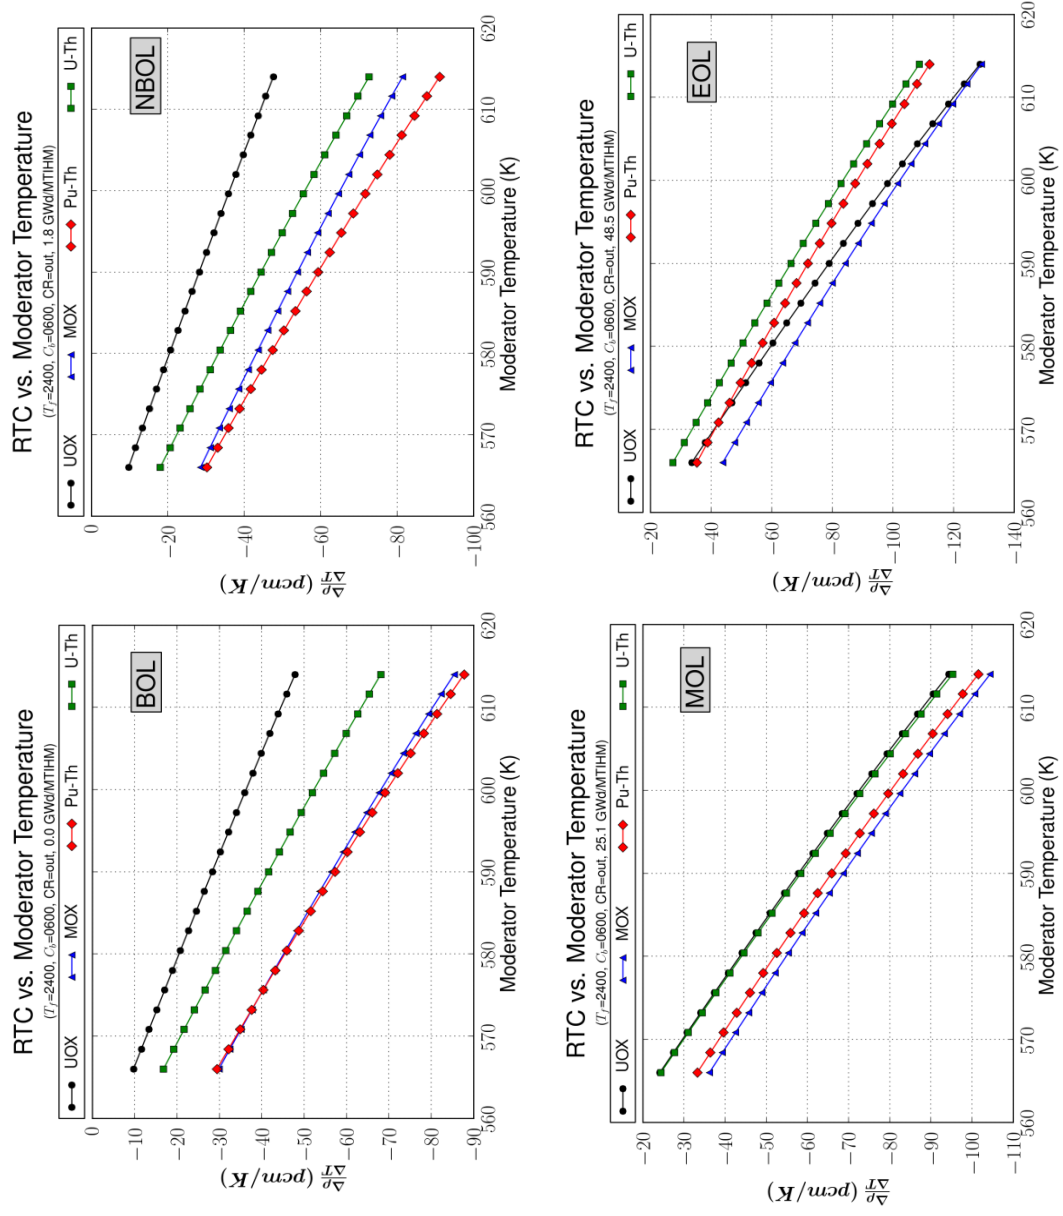 RTC vs. Moderator Temperature
(T_f=2400, C_b=0600, CR=out, 0.0 GWd/MTIHM)
UOX MOX Pu-Th U-Th
BOL
0
−10
−20
−30
−40
−50
−60
−70
−80
−90
Δρ/ΔT (pcm/K)
560 570 580 590 600 610 620
Moderator Temperature (K)
RTC vs. Moderator Temperature
(T_f=2400, C_b=0600, CR=out, 1.8 GWd/MTIHM)
UOX MOX Pu-Th U-Th
NBOL
0
−20
−40
−60
−80
−100
Δρ/ΔT (pcm/K)
560 570 580 590 600 610 620
Moderator Temperature (K)
RTC vs. Moderator Temperature
(T_f=2400, C_b=0600, CR=out, 25.1 GWd/MTIHM)
UOX MOX Pu-Th U-Th
MOL
−20
−30
−40
−50
−60
−70
−80
−90
−100
−110
Δρ/ΔT (pcm/K)
560 570 580 590 600 610 620
Moderator Temperature (K)
RTC vs. Moderator Temperature
(T_f=2400, C_b=0600, CR=out, 48.5 GWd/MTIHM)
UOX MOX Pu-Th U-Th
EOL
−20
−40
−60
−80
−100
−120
−140
Δρ/ΔT (pcm/K)
560 570 580 590 600 610 620
Moderator Temperature (K)